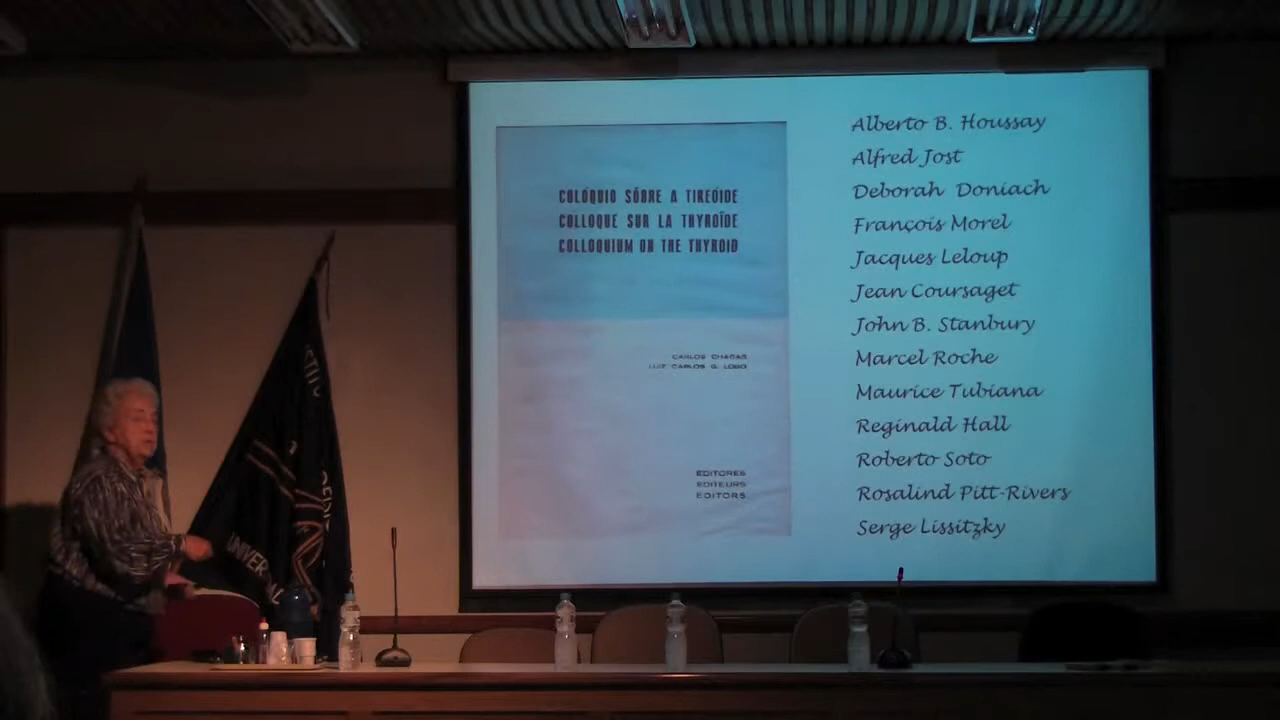 COLÓQUIO SÔBRE A TIREÓIDE
COLLOQUE SUR LA THYROÏDE
COLLOQUIUM ON THE THYROID
CARLOS CHAGAS
LUIZ CARLOS G. LOBO
EDITORES
EDITEURS
EDITORS
Alberto B. Houssay
Alfred Jost
Deborah Doniach
François Morel
Jacques Leloup
Jean Coursaget
John B. Stanbury
Marcel Roche
Maurice Tubiana
Reginald Hall
Roberto Soto
Rosalind Pitt-Rivers
Serge Lissitzky